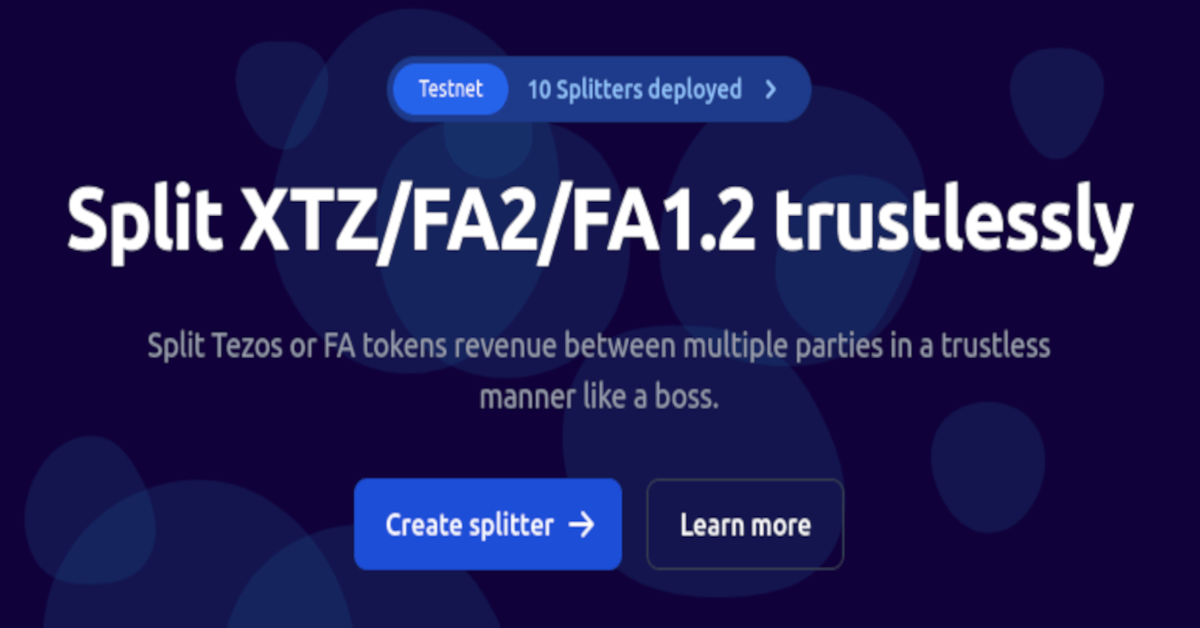 Testnet 10 Splitters deployed
Split XTZ/FA2/FA1.2 trustlessly
Split Tezos or FA tokens revenue between multiple parties in a trustless
manner like a boss.
Create splitter → Learn more